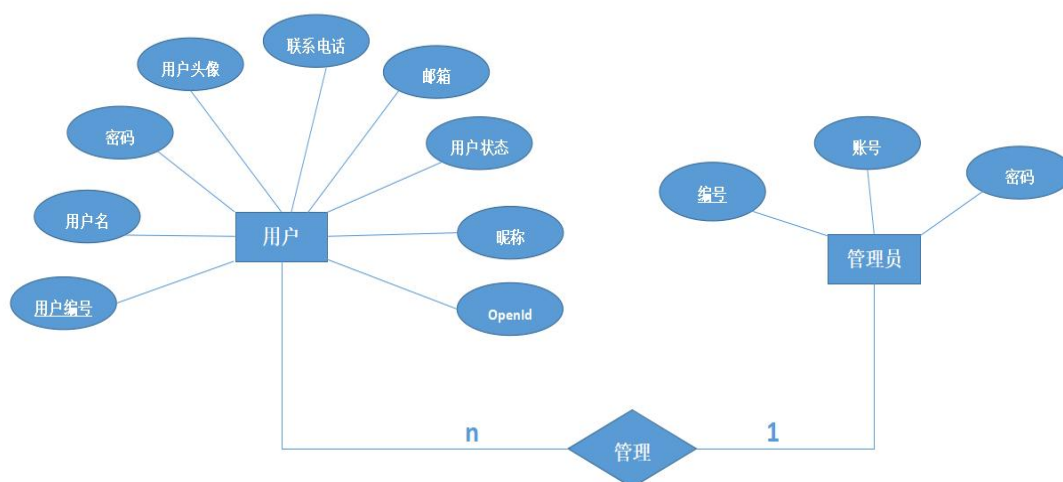 联系电话
用户头像
邮箱
密码
用户状态
账号
密码
编号
用户名
用户
昵称
管理员
用户编号
OpenId
n
1
管理